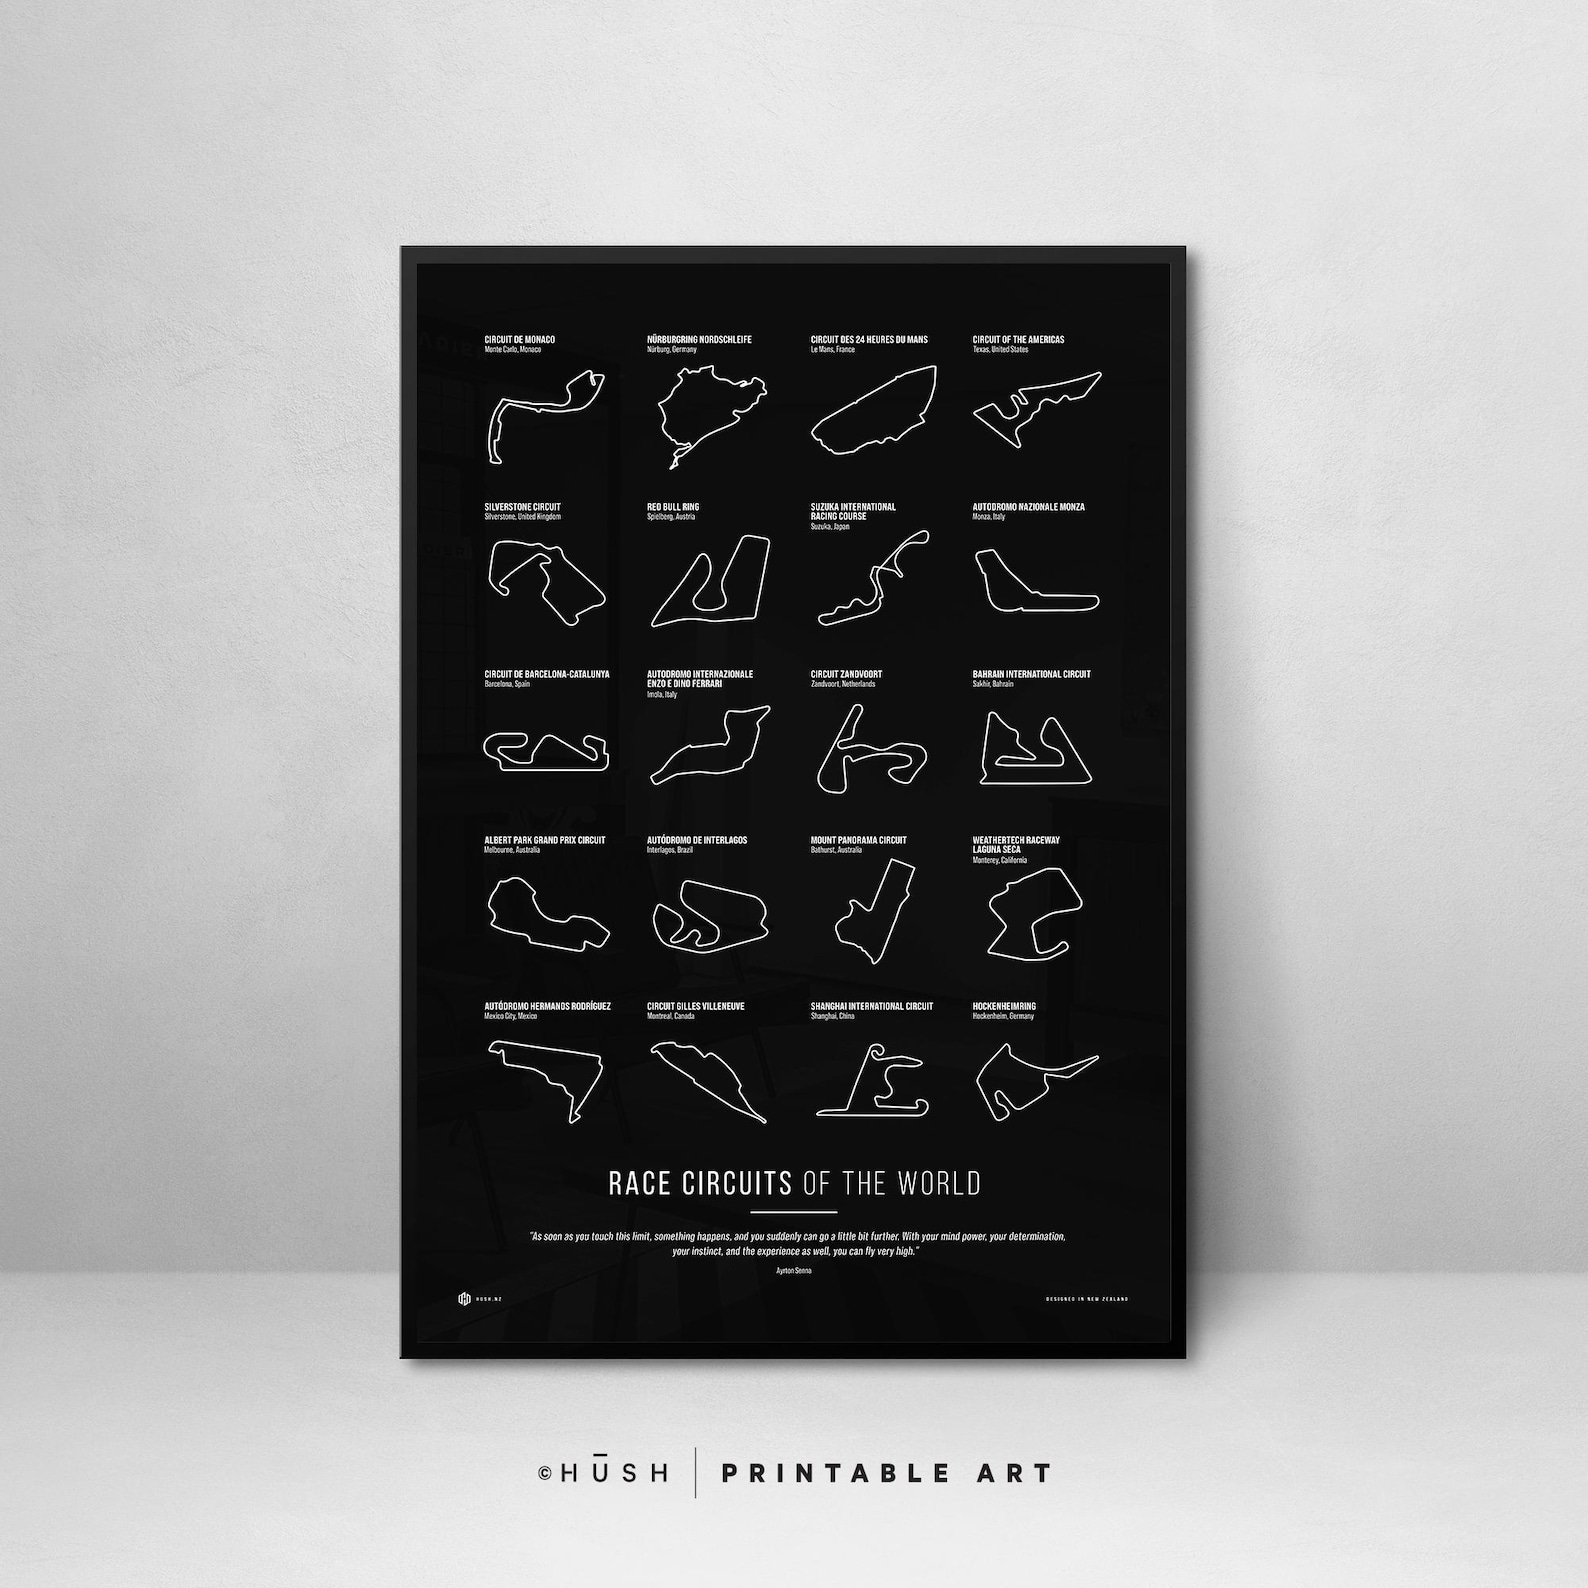 CIRCUIT DE MONACO
Monte Carlo, Monaco
NÜRBURGRING NORDSCHLEIFE
Nürburg, Germany
CIRCUIT DES 24 HEURES DU MANS
Le Mans, France
CIRCUIT OF THE AMERICAS
Texas, United States
SILVERSTONE CIRCUIT
Silverstone, United Kingdom
RED BULL RING
Spielberg, Austria
SUZUKA INTERNATIONAL
RACING COURSE
Suzuka, Japan
AUTODROMO NAZIONALE MONZA
Monza, Italy
CIRCUIT DE BARCELONA-CATALUNYA
Barcelona, Spain
AUTODROMO INTERNAZIONALE
ENZO E DINO FERRARI
Imola, Italy
CIRCUIT ZANDVOORT
Zandvoort, Netherlands
BAHRAIN INTERNATIONAL CIRCUIT
Sakhir, Bahrain
ALBERT PARK GRAND PRIX CIRCUIT
Melbourne, Australia
AUTÓDROMO DE INTERLAGOS
Interlagos, Brazil
MOUNT PANORAMA CIRCUIT
Bathurst, Australia
WEATHERTECH RACEWAY
LAGUNA SECA
Monterey, California
AUTÓDROMO HERMANOS RODRÍGUEZ
Mexico City, Mexico
CIRCUIT GILLES VILLENEUVE
Montreal, Canada
SHANGHAI INTERNATIONAL CIRCUIT
Shanghai, China
HOCKENHEIMRING
Hockenheim, Germany
RACE CIRCUITS OF THE WORLD
"As soon as you touch this limit, something happens, and you suddenly can go a little bit further. With your mind power, your determination,
your instinct, and the experience as well, you can fly very high."
Ayrton Senna
HUSH.NZ
DESIGNED IN NEW ZEALAND
© HŪSH | PRINTABLE ART